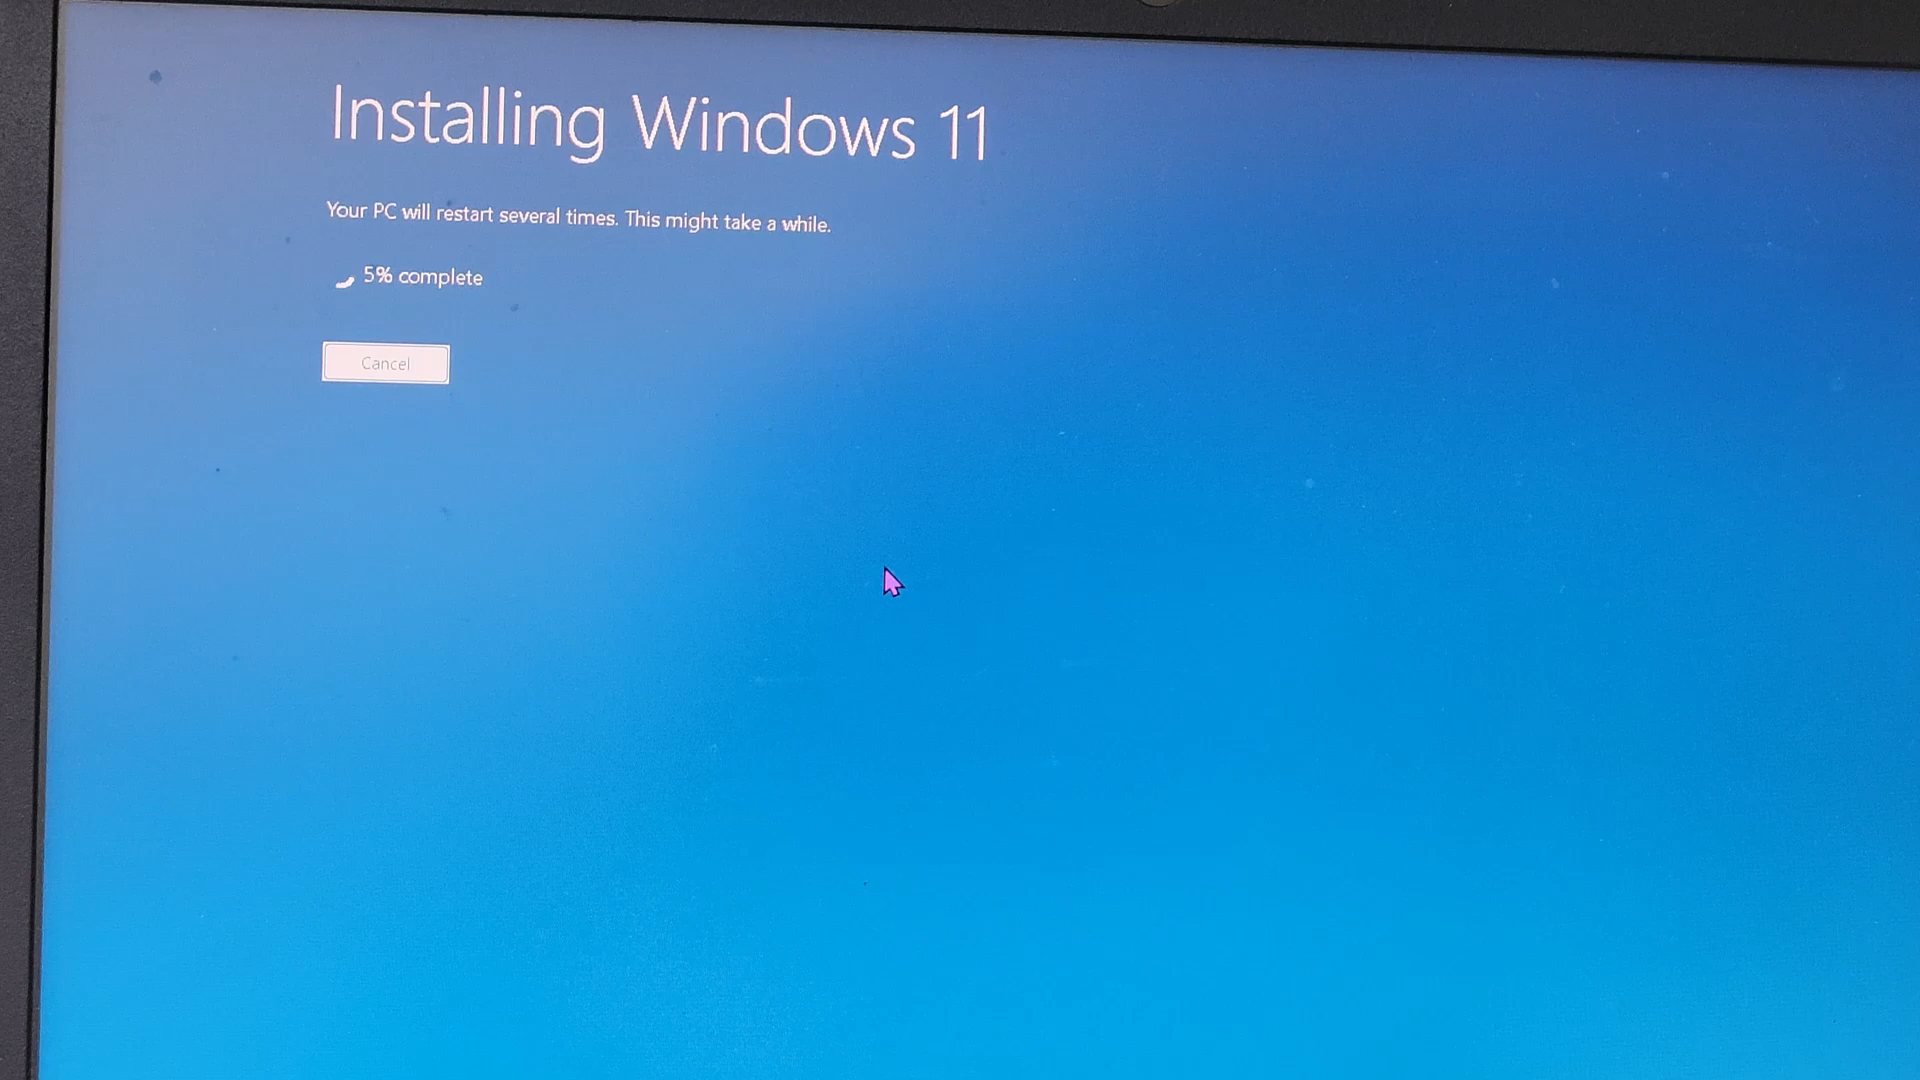 Installing Windows 11
Your PC will restart several times. This might take a while.
5% complete
Cancel